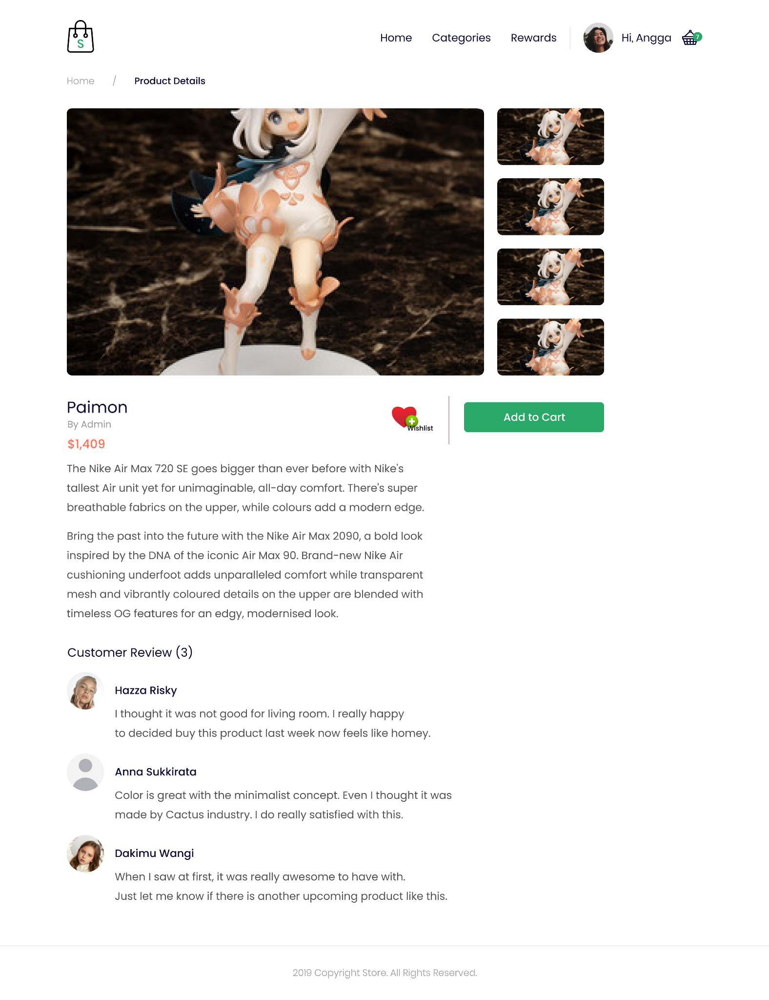 S
Home Categories Rewards Hi, Angga 7
Home / Product Details
Paimon
By Admin
$1,409
Wishlist
Add to Cart
The Nike Air Max 720 SE goes bigger than ever before with Nike's
tallest Air unit yet for unimaginable, all-day comfort. There's super
breathable fabrics on the upper, while colours add a modern edge.
Bring the past into the future with the Nike Air Max 2090, a bold look
inspired by the DNA of the iconic Air Max 90. Brand-new Nike Air
cushioning underfoot adds unparalleled comfort while transparent
mesh and vibrantly coloured details on the upper are blended with
timeless OG features for an edgy, modernised look.
Customer Review (3)
Hazza Risky
I thought it was not good for living room. I really happy
to decided buy this product last week now feels like homey.
Anna Sukkirata
Color is great with the minimalist concept. Even I thought it was
made by Cactus industry. I do really satisfied with this.
Dakimu Wangi
When I saw at first, it was really awesome to have with.
Just let me know if there is another upcoming product like this.
2019 Copyright Store. All Rights Reserved.